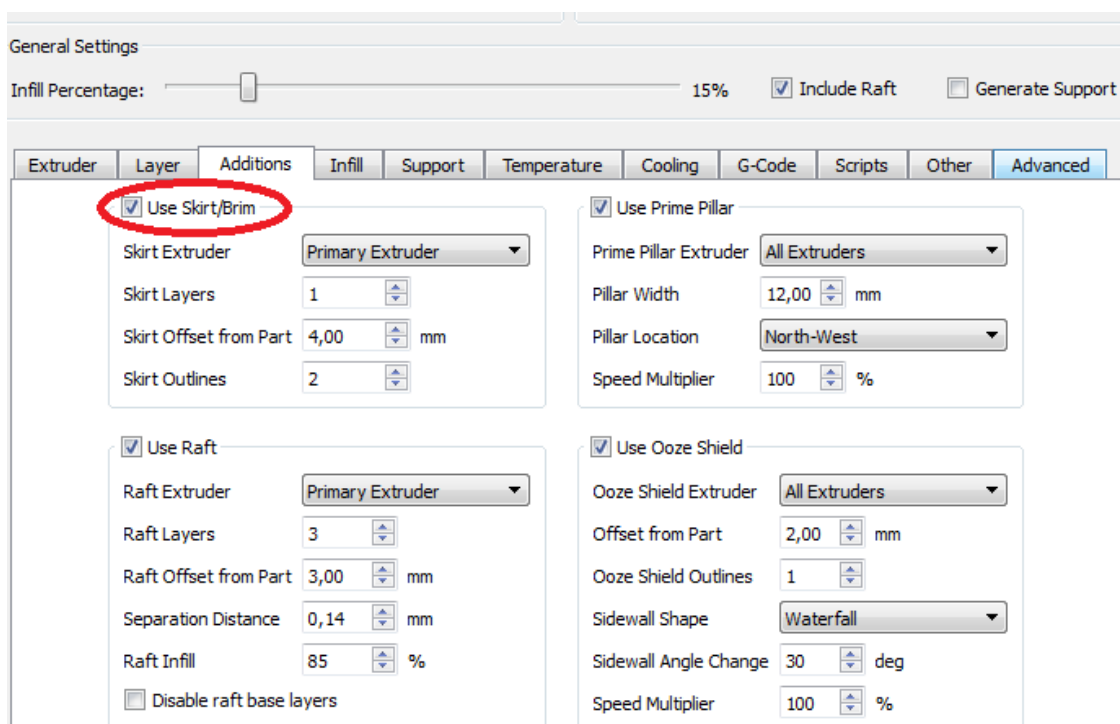 General Settings
Infill Percentage: 15% Include Raft Generate Support
Extruder Layer Additions Infill Support Temperature Cooling G-Code Scripts Other Advanced
Use Skirt/Brim
Skirt Extruder Primary Extruder
Skirt Layers 1
Skirt Offset from Part 4,00 mm
Skirt Outlines 2
Use Prime Pillar
Prime Pillar Extruder All Extruders
Pillar Width 12,00 mm
Pillar Location North-West
Speed Multiplier 100 %
Use Raft
Raft Extruder Primary Extruder
Raft Layers 3
Raft Offset from Part 3,00 mm
Separation Distance 0,14 mm
Raft Infill 85 %
Disable raft base layers
Use Ooze Shield
Ooze Shield Extruder All Extruders
Offset from Part 2,00 mm
Ooze Shield Outlines 1
Sidewall Shape Waterfall
Sidewall Angle Change 30 deg
Speed Multiplier 100 %